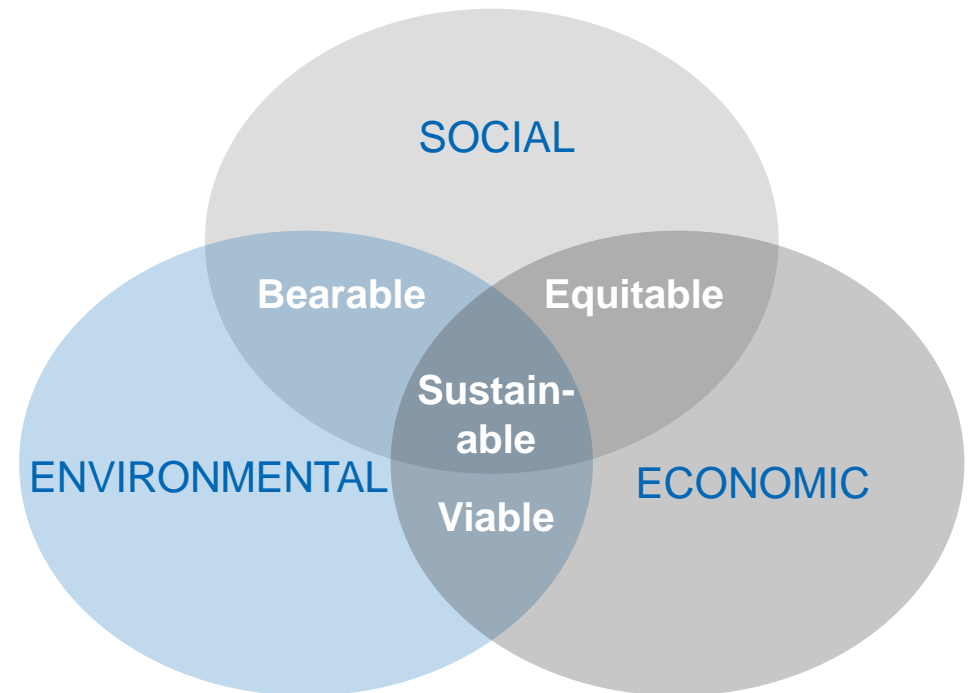 SOCIAL
Bearable
Equitable
Sustain-
able
ENVIRONMENTAL
ECONOMIC
Viable